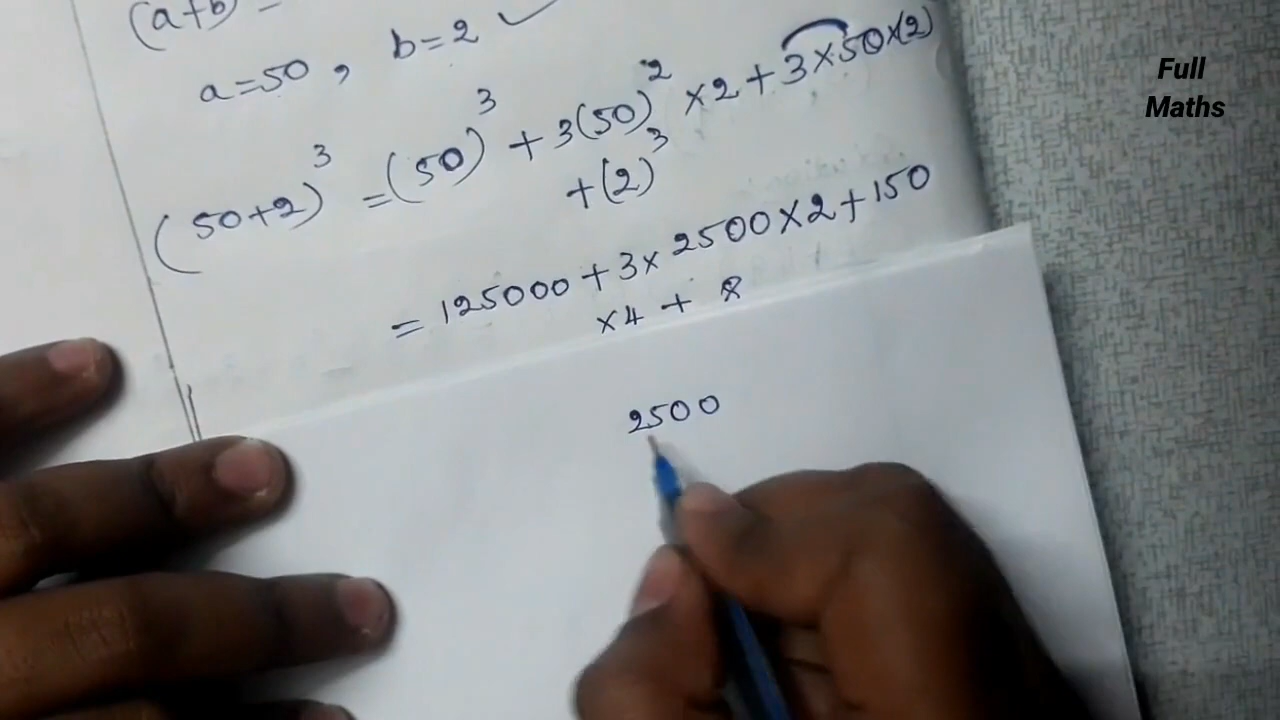 (a+b) =
a=50, b=2
(50+2)³ = (50)³ + 3(50)² ×2 + 3×50×(2)
+(2)³
= 125000 + 3× 2500×2+150
×4 + 8
2500
Full
Maths